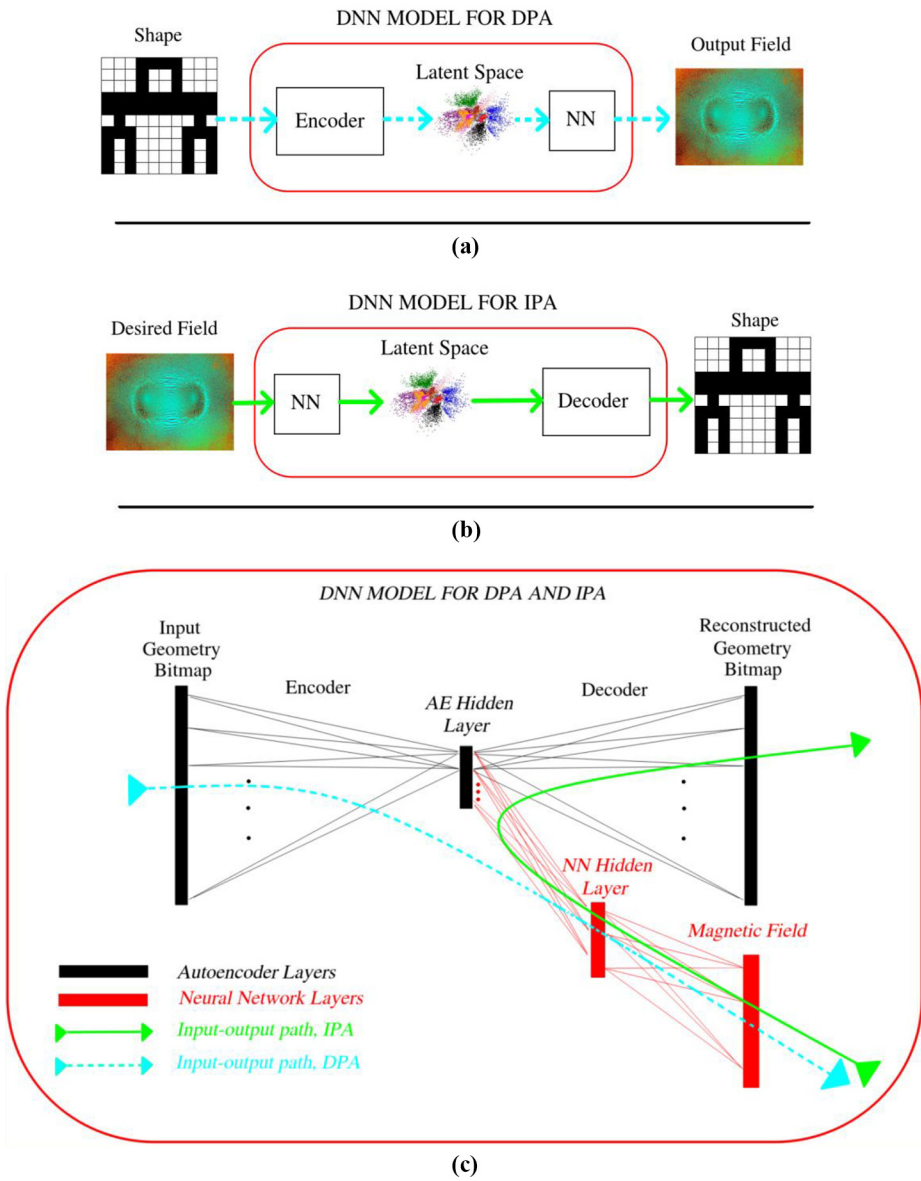 DNN MODEL FOR DPA
Shape
Output Field
Latent Space
Encoder
NN
(a)
DNN MODEL FOR IPA
Desired Field
Shape
Latent Space
NN
Decoder
(b)
DNN MODEL FOR DPA AND IPA
Input
Geometry
Bitmap
Reconstructed
Geometry
Bitmap
Encoder
Decoder
AE Hidden
Layer
NN Hidden
Layer
Magnetic Field
Autoencoder Layers
Neural Network Layers
Input-output path, IPA
Input-output path, DPA
(c)